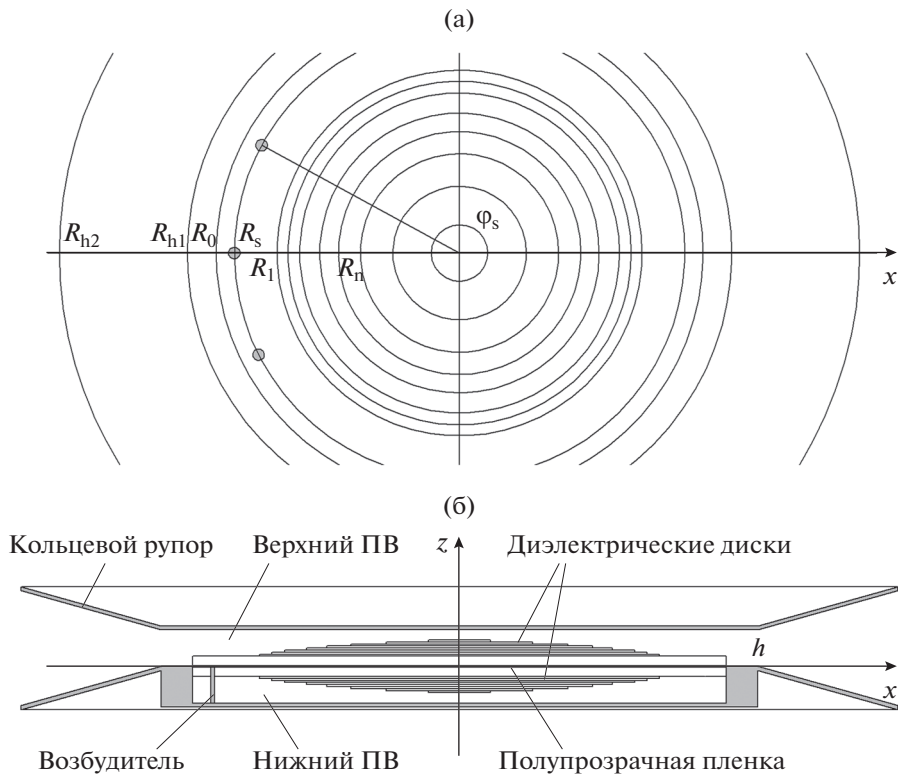 (а)
φs
Rh2 Rh1 R0 Rs
R1 Rn
x
(б)
Кольцевой рупор Верхний ПВ z Диэлектрические диски
h
x
Возбудитель Нижний ПВ Полупрозрачная пленка